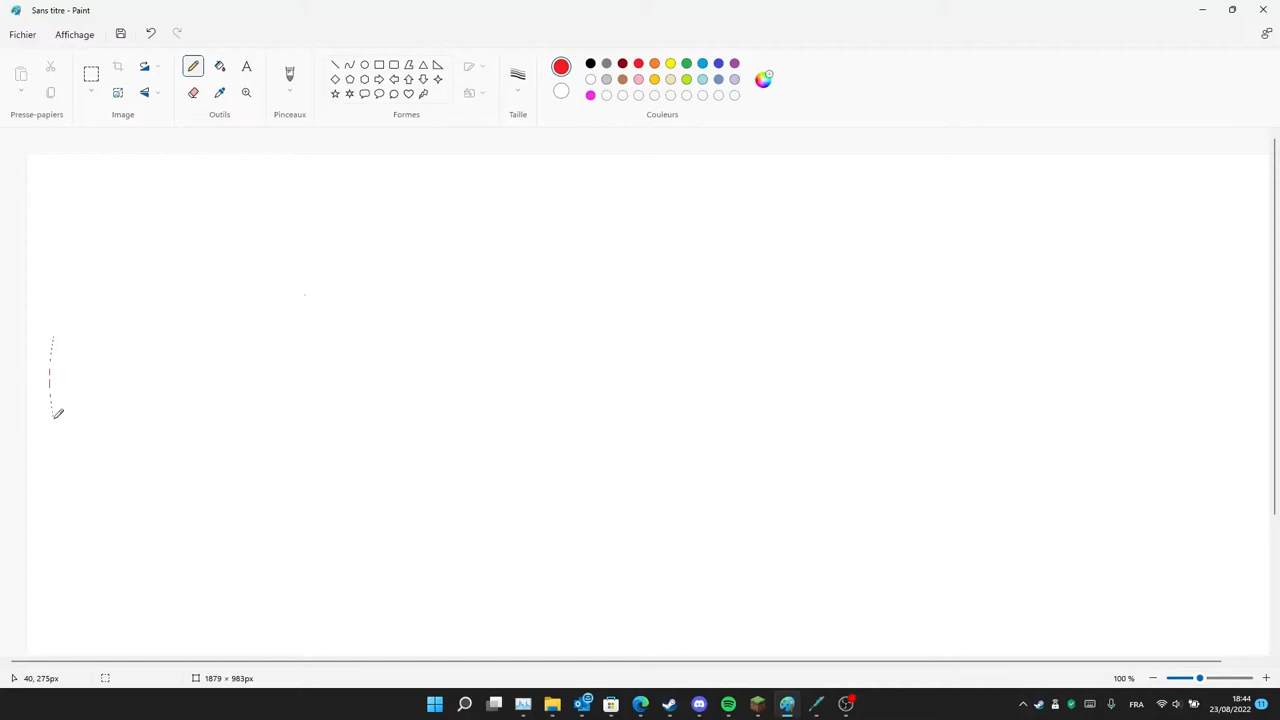 Sans titre - Paint
Fichier Affichage
Presse-papiers Image Outils Pinceaux Formes Taille Couleurs
40, 275px 1879 × 983px 100 %
FRA 18:44
23/08/2022 11